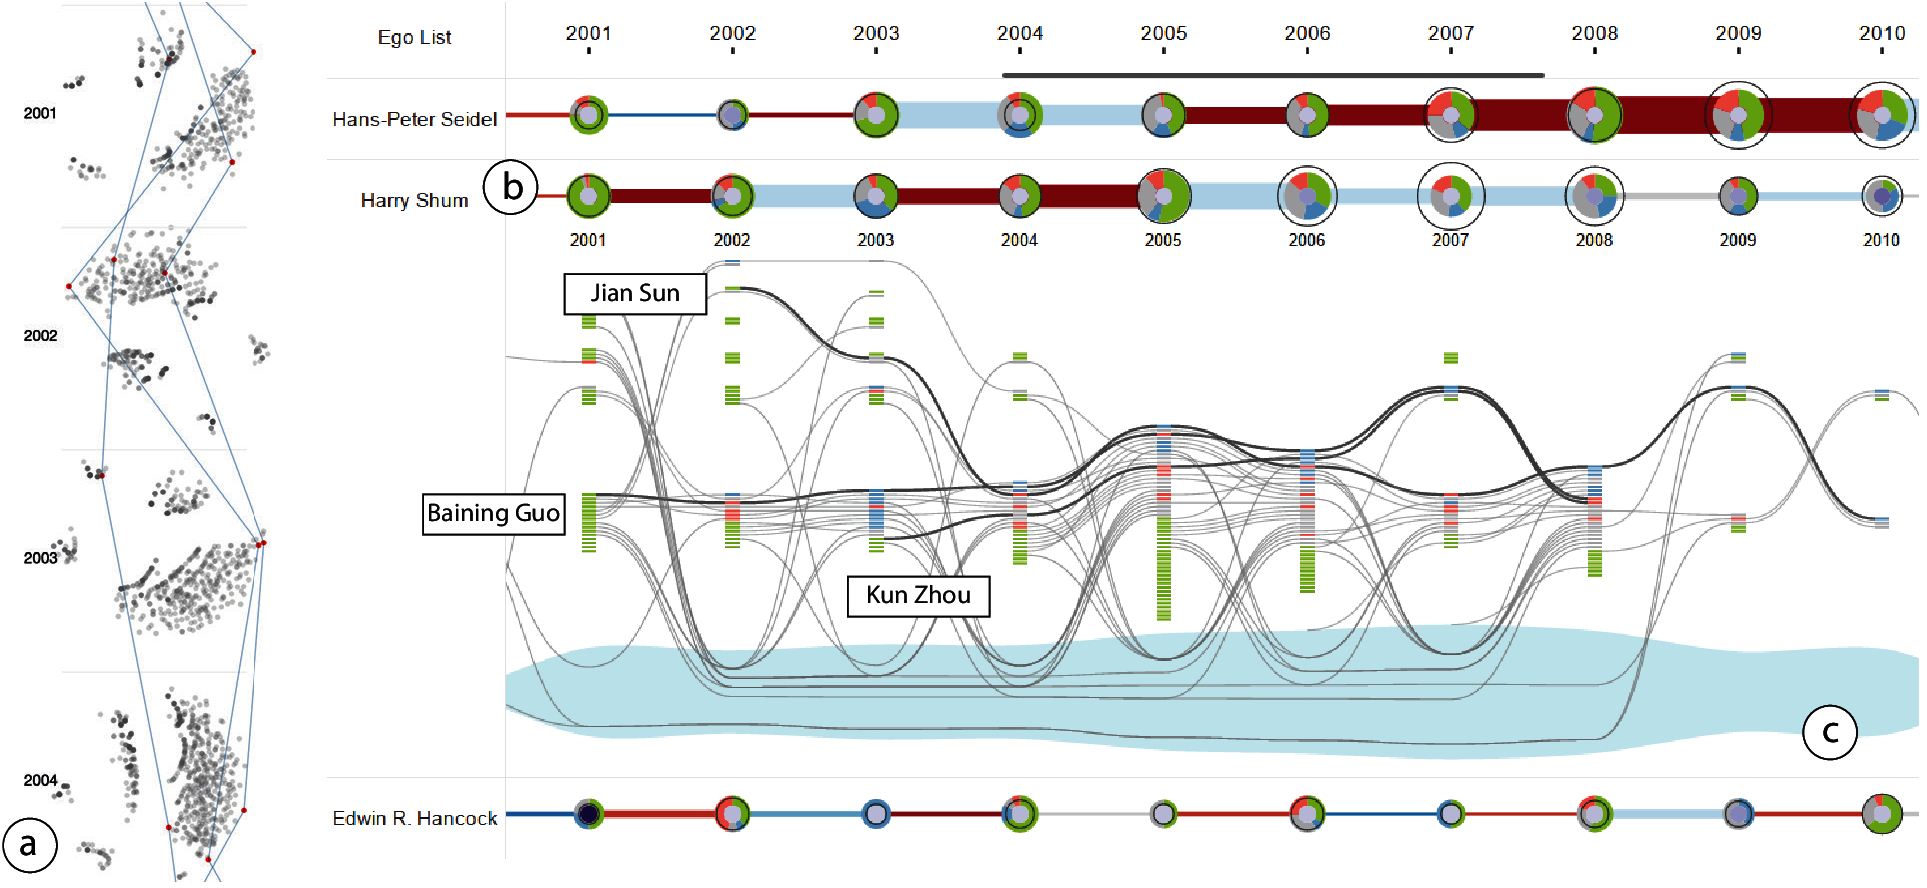 Ego List
2001 2002 2003 2004 2005 2006 2007 2008 2009 2010
Hans-Peter Seidel
b
Harry Shum
2001 2002 2003 2004 2005 2006 2007 2008 2009 2010
Jian Sun
Baining Guo
Kun Zhou
c
Edwin R. Hancock
2001
2002
2003
2004
a